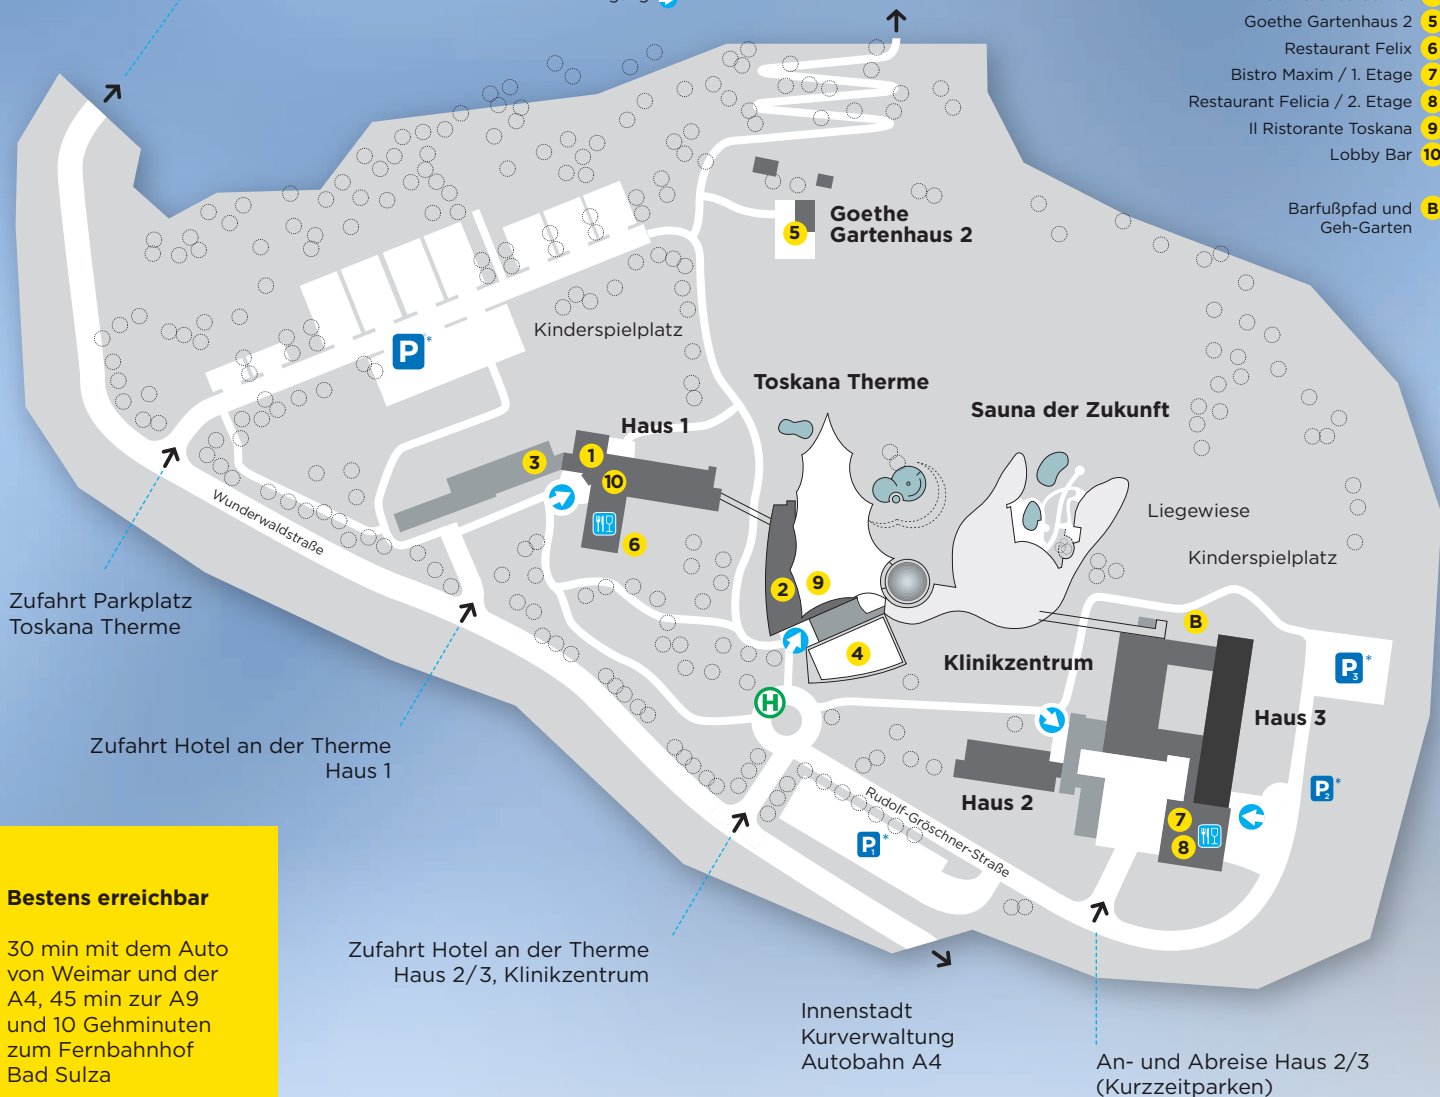 Goethe Gartenhaus 2 5
Restaurant Felix 6
Bistro Maxim / 1. Etage 7
Restaurant Felicia / 2. Etage 8
Il Ristorante Toskana 9
Lobby Bar 10
Barfußpfad und B
Geh-Garten
Goethe
Gartenhaus 2
5
Kinderspielplatz
P*
Toskana Therme
Sauna der Zukunft
Haus 1
1
3
10
6
Wunderwaldstraße
Liegewiese
Kinderspielplatz
2
9
B
4
Zufahrt Parkplatz
Toskana Therme
Klinikzentrum
P3*
H
Haus 3
Zufahrt Hotel an der Therme
Haus 1
P2*
Haus 2
Rudolf-Gröschner-Straße
7
8
P1*
Bestens erreichbar
30 min mit dem Auto
von Weimar und der
A4, 45 min zur A9
und 10 Gehminuten
zum Fernbahnhof
Bad Sulza
Zufahrt Hotel an der Therme
Haus 2/3, Klinikzentrum
Innenstadt
Kurverwaltung
Autobahn A4
An- und Abreise Haus 2/3
(Kurzzeitparken)